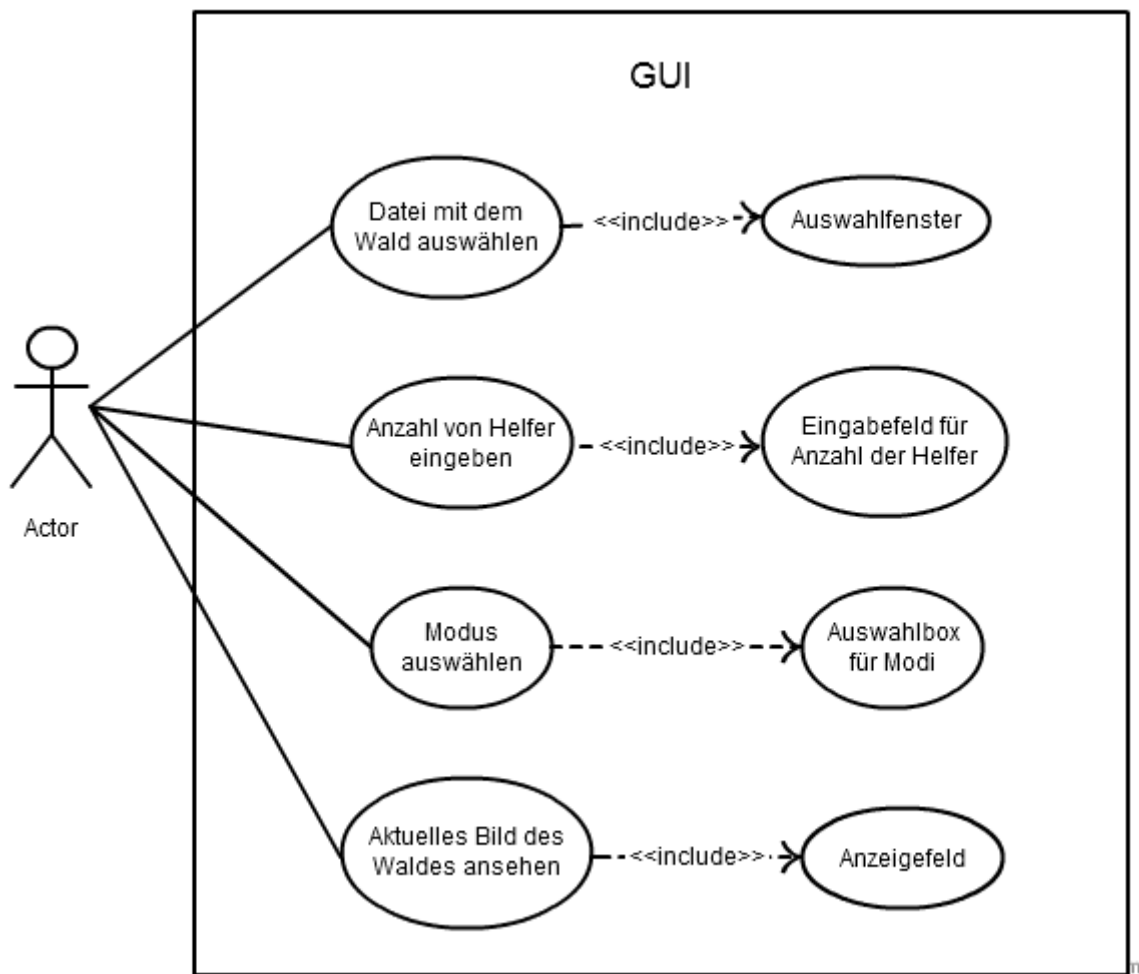 GUI
Datei mit dem
Wald auswählen
<<include>>
Auswahlfenster
Anzahl von Helfer
eingeben
<<include>>
Eingabefeld für
Anzahl der Helfer
Actor
Modus
auswählen
<<include>>
Auswahlbox
für Modi
Aktuelles Bild des
Waldes ansehen
<<include>>
Anzeigefeld